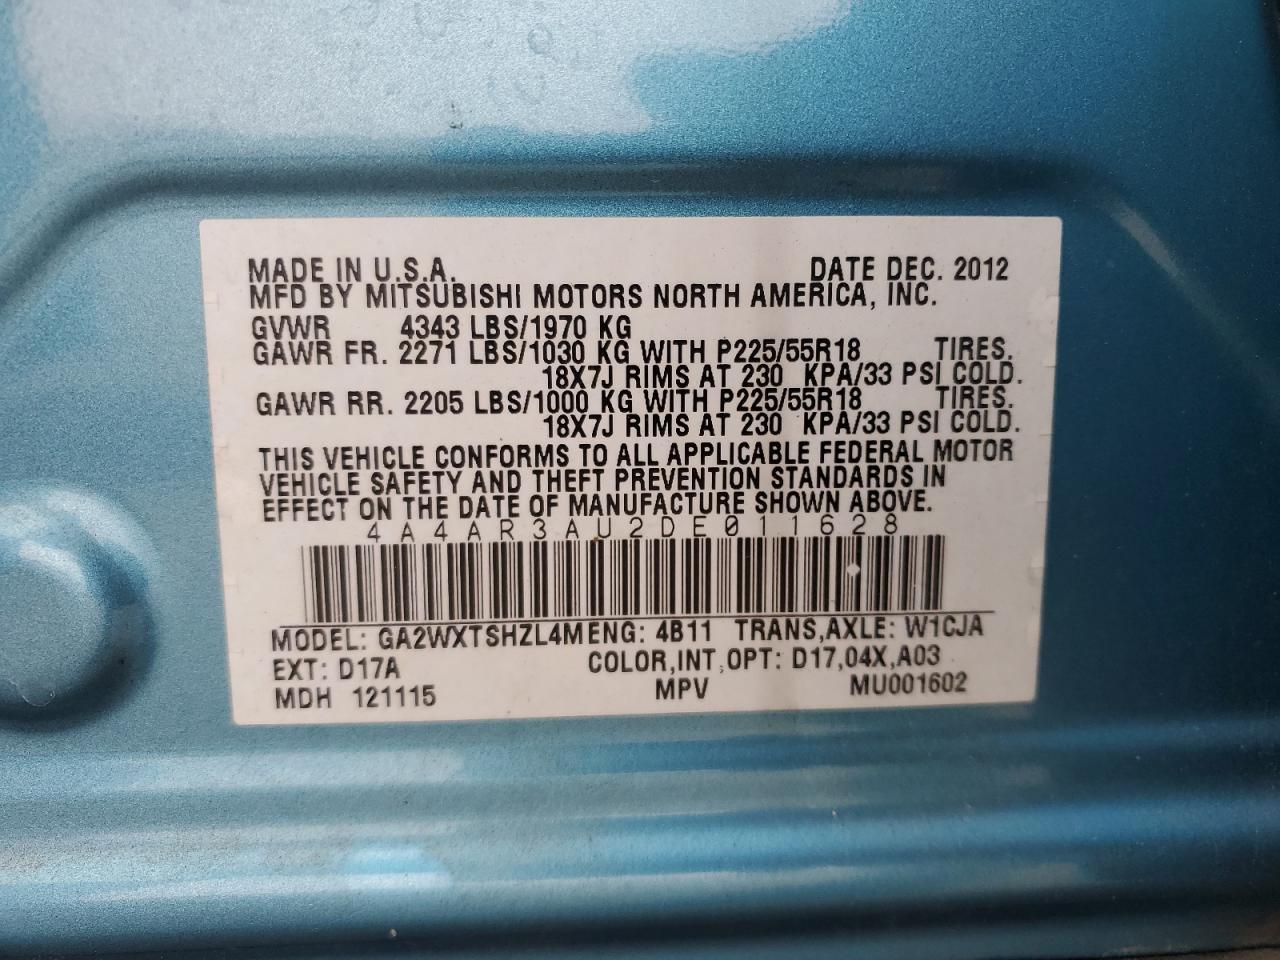 MADE IN U.S.A. DATE DEC. 2012
MFD BY MITSUBISHI MOTORS NORTH AMERICA, INC.
GVWR 4343 LBS/1970 KG
GAWR FR. 2271 LBS/1030 KG WITH P225/55R18 TIRES.
18X7J RIMS AT 230 KPA/33 PSI COLD.
GAWR RR. 2205 LBS/1000 KG WITH P225/55R18 TIRES.
18X7J RIMS AT 230 KPA/33 PSI COLD.
THIS VEHICLE CONFORMS TO ALL APPLICABLE FEDERAL MOTOR
VEHICLE SAFETY AND THEFT PREVENTION STANDARDS IN
EFFECT ON THE DATE OF MANUFACTURE SHOWN ABOVE.
4A4AR3AU2DE011628
MODEL: GA2WXTSHZL4M ENG: 4B11 TRANS,AXLE: W1CJA
EXT: D17A COLOR,INT,OPT: D17,04X,A03
MDH 121115 MPV MU001602